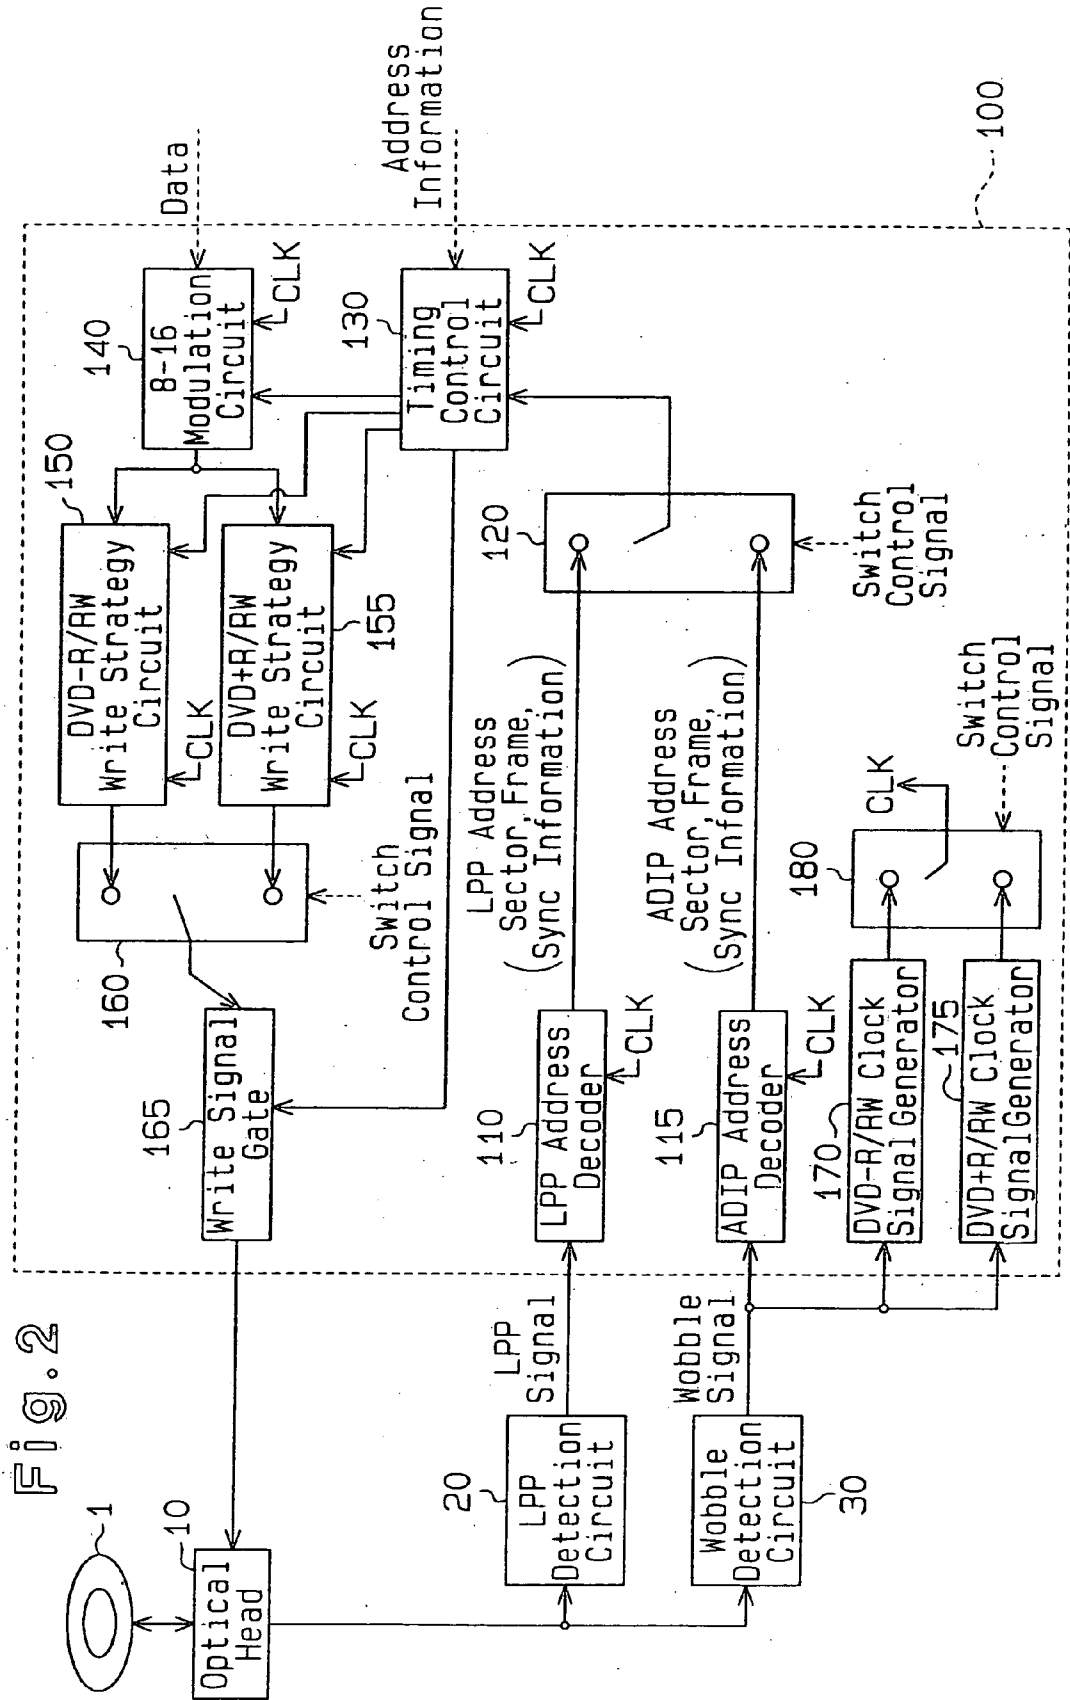 Fig.2
1
10
Optical
Head
20
LPP
Detection
Circuit
Wobble
Detection
Circuit
30
LPP
Signal
Wobble
Signal
165
Write Signal
Gate
110
LPP Address
Decoder
CLK
115
ADIP Address
Decoder
CLK
170
DVD-R/RW Clock
SignalGenerator
175
DVD+R/RW Clock
SignalGenerator
160
Switch
Control Signal
LPP Address
Sector,Frame,
(Sync Information)
ADIP Address
Sector,Frame,
(Sync Information)
180
CLK
Switch
Control
Signal
150
DVD-R/RW
Write Strategy
Circuit
CLK
DVD+R/RW
Write Strategy
Circuit
155
CLK
120
Switch
Control
Signal
140
8-16
Modulation
Circuit
CLK
130
Timing
Control
Circuit
CLK
Data
Address
Information
100